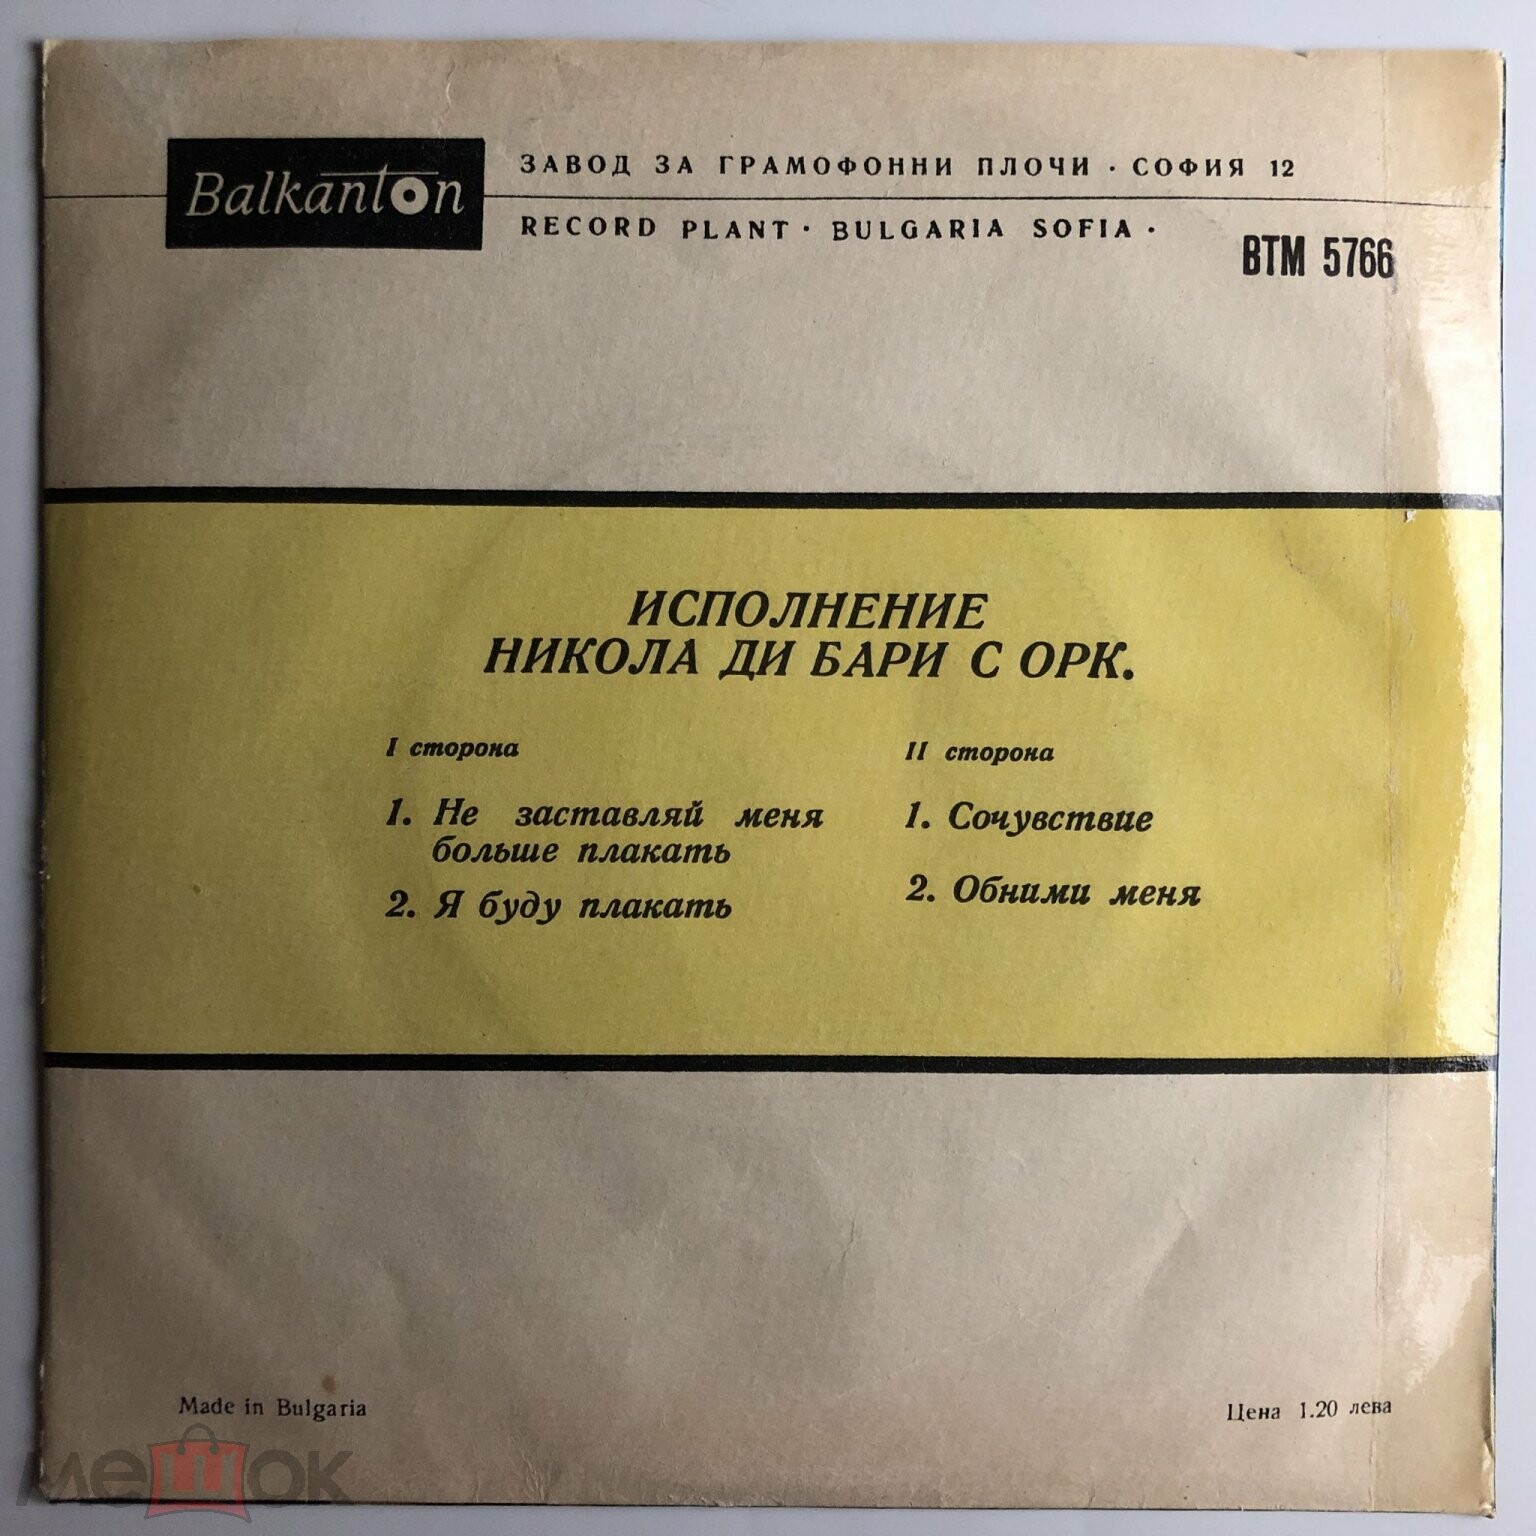 Balkanton
ЗАВОД ЗА ГРАМОФОННИ ПЛОЧИ · СОФИЯ 12
RECORD PLANT · BULGARIA SOFIA ·
ВТМ 5766
ИСПОЛНЕНИЕ
НИКОЛА ДИ БАРИ С ОРК.
I сторона
1. Не заставляй меня
больше плакать
2. Я буду плакать
II сторона
1. Сочувствие
2. Обними меня
Made in Bulgaria
Цена 1.20 лева
мешок